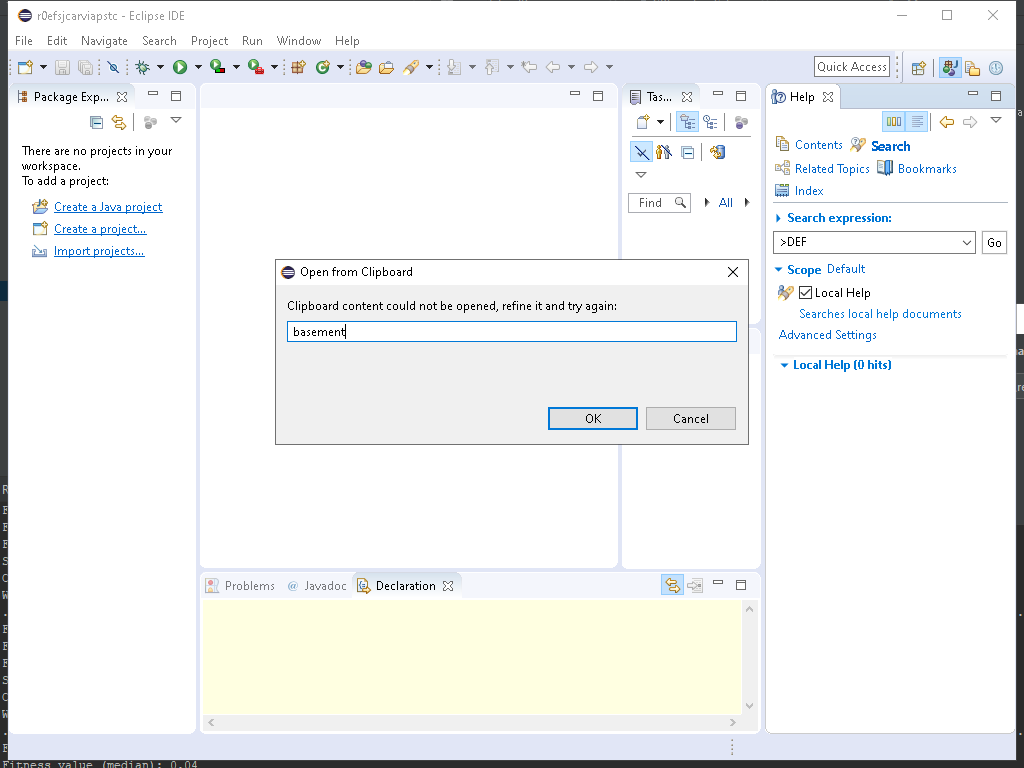 r0efsjcarviapstc - Eclipse IDE
File Edit Navigate Search Project Run Window Help
Quick Access
Package Exp...
There are no projects in your
workspace.
To add a project:
Create a Java project
Create a project...
Import projects...
Tas...
Find
All
Help
Contents
Search
Related Topics
Bookmarks
Index
Search expression:
>DEF
Go
Scope Default
Local Help
Searches local help documents
Advanced Settings
Local Help (0 hits)
Open from Clipboard
Clipboard content could not be opened, refine it and try again:
basement
OK
Cancel
Problems
@ Javadoc
Declaration
Fitness value (median): 0.04